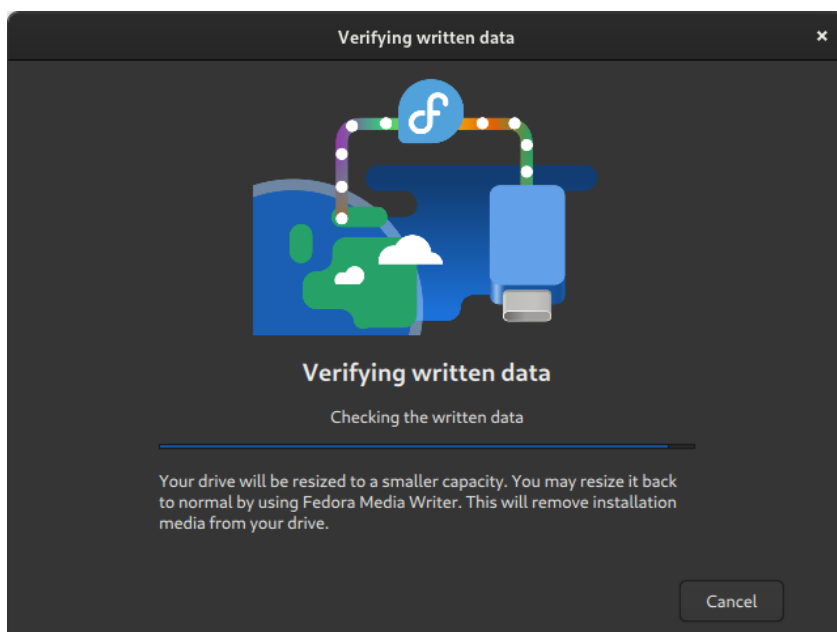 Verifying written data
Verifying written data
Checking the written data
Your drive will be resized to a smaller capacity. You may resize it back
to normal by using Fedora Media Writer. This will remove installation
media from your drive.
Cancel